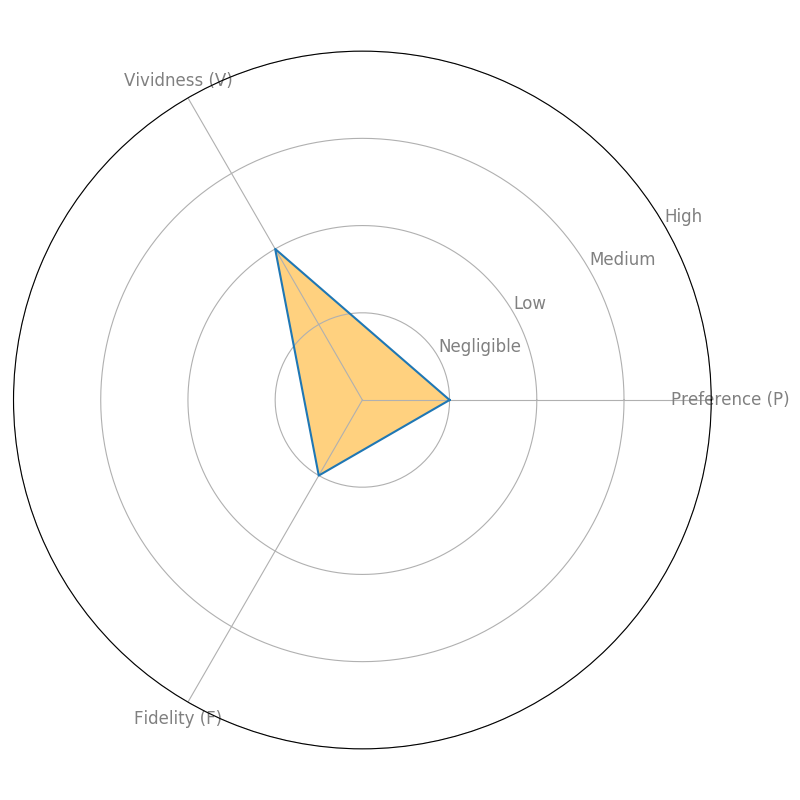 Vividness (V)
High
Medium
Low
Negligible
Preference (P)
Fidelity (F)